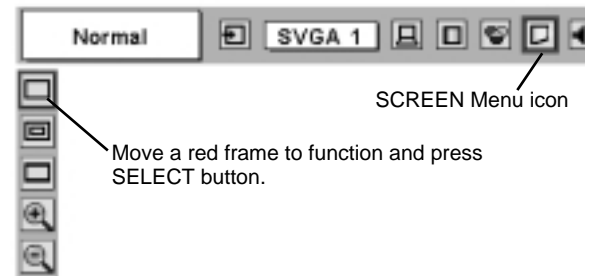 Normal
SVGA 1
SCREEN Menu icon
Move a red frame to function and press
SELECT button.